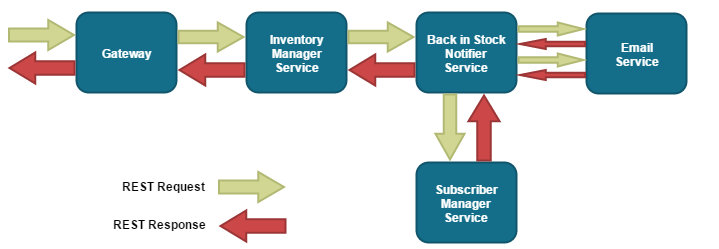 Gateway
Inventory
Manager
Service
Back in Stock
Notifier
Service
Email
Service
Subscriber
Manager
Service
REST Request
REST Response